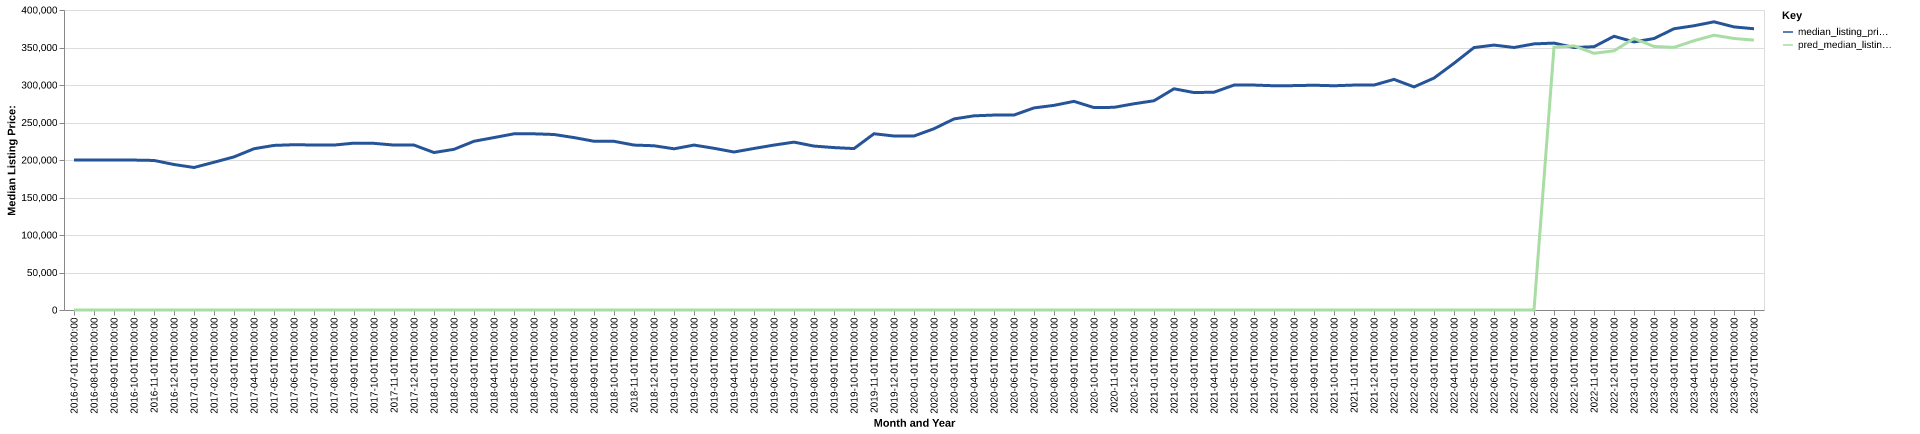 400,000
350,000
300,000
250,000
200,000
150,000
100,000
50,000
0
Median Listing Price:
2016-07-01T00:00:00
2016-08-01T00:00:00
2016-09-01T00:00:00
2016-10-01T00:00:00
2016-11-01T00:00:00
2016-12-01T00:00:00
2017-01-01T00:00:00
2017-02-01T00:00:00
2017-03-01T00:00:00
2017-04-01T00:00:00
2017-05-01T00:00:00
2017-06-01T00:00:00
2017-07-01T00:00:00
2017-08-01T00:00:00
2017-09-01T00:00:00
2017-10-01T00:00:00
2017-11-01T00:00:00
2017-12-01T00:00:00
2018-01-01T00:00:00
2018-02-01T00:00:00
2018-03-01T00:00:00
2018-04-01T00:00:00
2018-05-01T00:00:00
2018-06-01T00:00:00
2018-07-01T00:00:00
2018-08-01T00:00:00
2018-09-01T00:00:00
2018-10-01T00:00:00
2018-11-01T00:00:00
2018-12-01T00:00:00
2019-01-01T00:00:00
2019-02-01T00:00:00
2019-03-01T00:00:00
2019-04-01T00:00:00
2019-05-01T00:00:00
2019-06-01T00:00:00
2019-07-01T00:00:00
2019-08-01T00:00:00
2019-09-01T00:00:00
2019-10-01T00:00:00
2019-11-01T00:00:00
2019-12-01T00:00:00
2020-01-01T00:00:00
2020-02-01T00:00:00
2020-03-01T00:00:00
2020-04-01T00:00:00
2020-05-01T00:00:00
2020-06-01T00:00:00
2020-07-01T00:00:00
2020-08-01T00:00:00
2020-09-01T00:00:00
2020-10-01T00:00:00
2020-11-01T00:00:00
2020-12-01T00:00:00
2021-01-01T00:00:00
2021-02-01T00:00:00
2021-03-01T00:00:00
2021-04-01T00:00:00
2021-05-01T00:00:00
2021-06-01T00:00:00
2021-07-01T00:00:00
2021-08-01T00:00:00
2021-09-01T00:00:00
2021-10-01T00:00:00
2021-11-01T00:00:00
2021-12-01T00:00:00
2022-01-01T00:00:00
2022-02-01T00:00:00
2022-03-01T00:00:00
2022-04-01T00:00:00
2022-05-01T00:00:00
2022-06-01T00:00:00
2022-07-01T00:00:00
2022-08-01T00:00:00
2022-09-01T00:00:00
2022-10-01T00:00:00
2022-11-01T00:00:00
2022-12-01T00:00:00
2023-01-01T00:00:00
2023-02-01T00:00:00
2023-03-01T00:00:00
2023-04-01T00:00:00
2023-05-01T00:00:00
2023-06-01T00:00:00
2023-07-01T00:00:00
Month and Year
Key
median_listing_pri…
pred_median_listin…